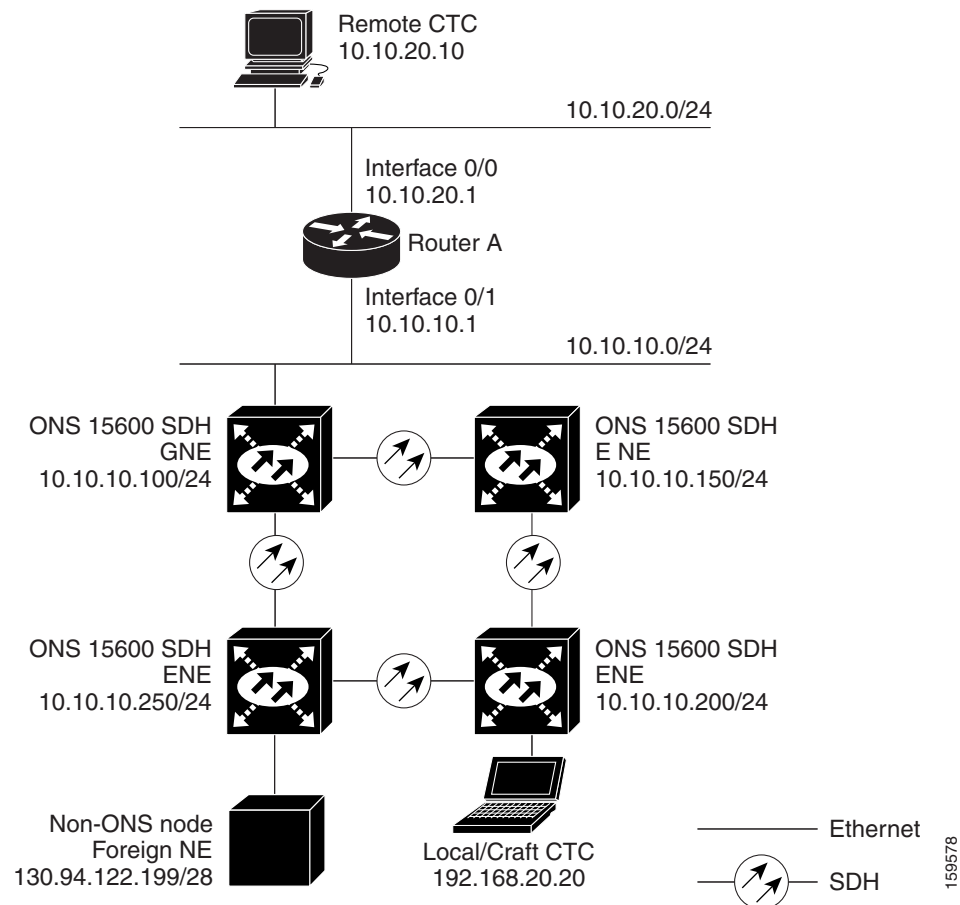 Remote CTC
10.10.20.10
10.10.20.0/24
Interface 0/0
10.10.20.1
Router A
Interface 0/1
10.10.10.1
10.10.10.0/24
ONS 15600 SDH
GNE
10.10.10.100/24
ONS 15600 SDH
E NE
10.10.10.150/24
ONS 15600 SDH
ENE
10.10.10.250/24
ONS 15600 SDH
ENE
10.10.10.200/24
Non-ONS node
Foreign NE
130.94.122.199/28
Local/Craft CTC
192.168.20.20
Ethernet
SDH
159578